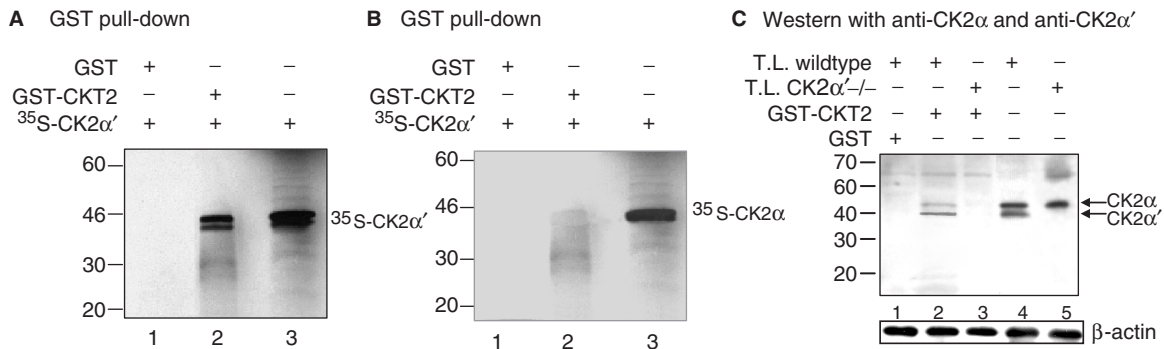 A GST pull-down
GST + – –
GST-CKT2 – + –
³⁵S-CK2α′ + + +
60
46
30
20
³⁵S-CK2α′
1 2 3
B GST pull-down
GST + – –
GST-CKT2 – + –
³⁵S-CK2α′ + + +
60
46
30
20
³⁵S-CK2α
1 2 3
C Western with anti-CK2α and anti-CK2α′
T.L. wildtype + + – + –
T.L. CK2α′–/– – – + – +
GST-CKT2 – + + – –
GST + – – – –
70
60
40
30
20
CK2α
CK2α′
1 2 3 4 5
β-actin